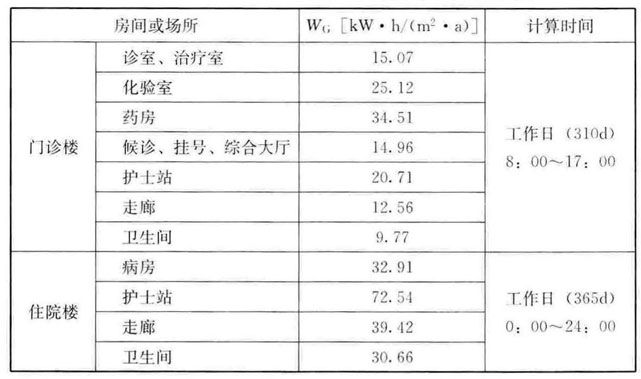 房间或场所 WG [kW·h/(m²·a)] 计算时间
门诊楼 诊室、治疗室 15.07 工作日 (310d) 8：00～17：00
化验室 25.12
药房 34.51
候诊、挂号、综合大厅 14.96
护士站 20.71
走廊 12.56
卫生间 9.77
住院楼 病房 32.91 工作日 (365d) 0：00～24：00
护士站 72.54
走廊 39.42
卫生间 30.66